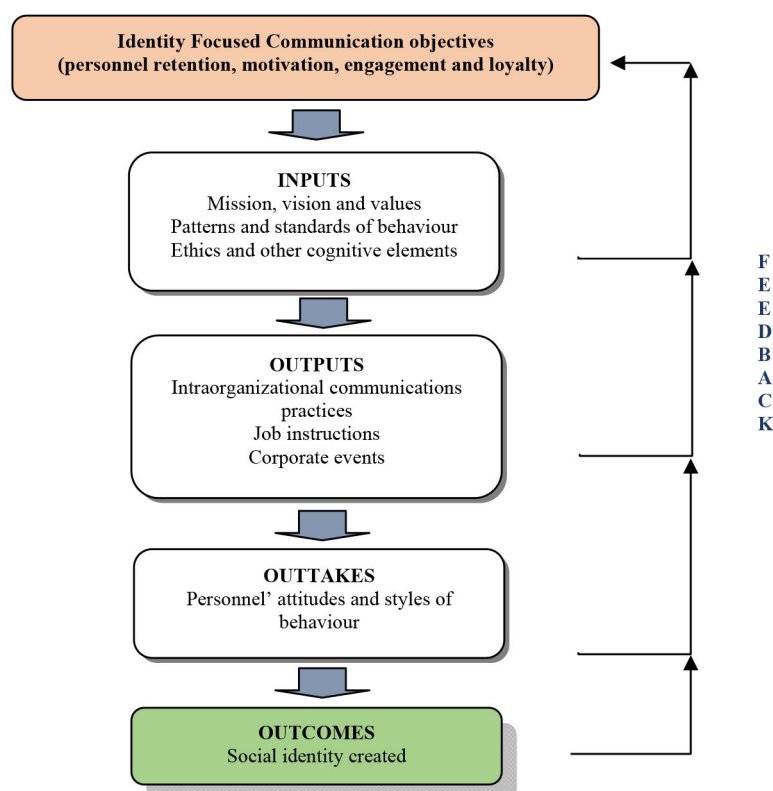 Identity Focused Communication objectives
(personnel retention, motivation, engagement and loyalty)
INPUTS
Mission, vision and values
Patterns and standards of behaviour
Ethics and other cognitive elements
OUTPUTS
Intraorganizational communications
practices
Job instructions
Corporate events
OUTTAKES
Personnel’ attitudes and styles of
behaviour
OUTCOMES
Social identity created
F
E
E
D
B
A
C
K